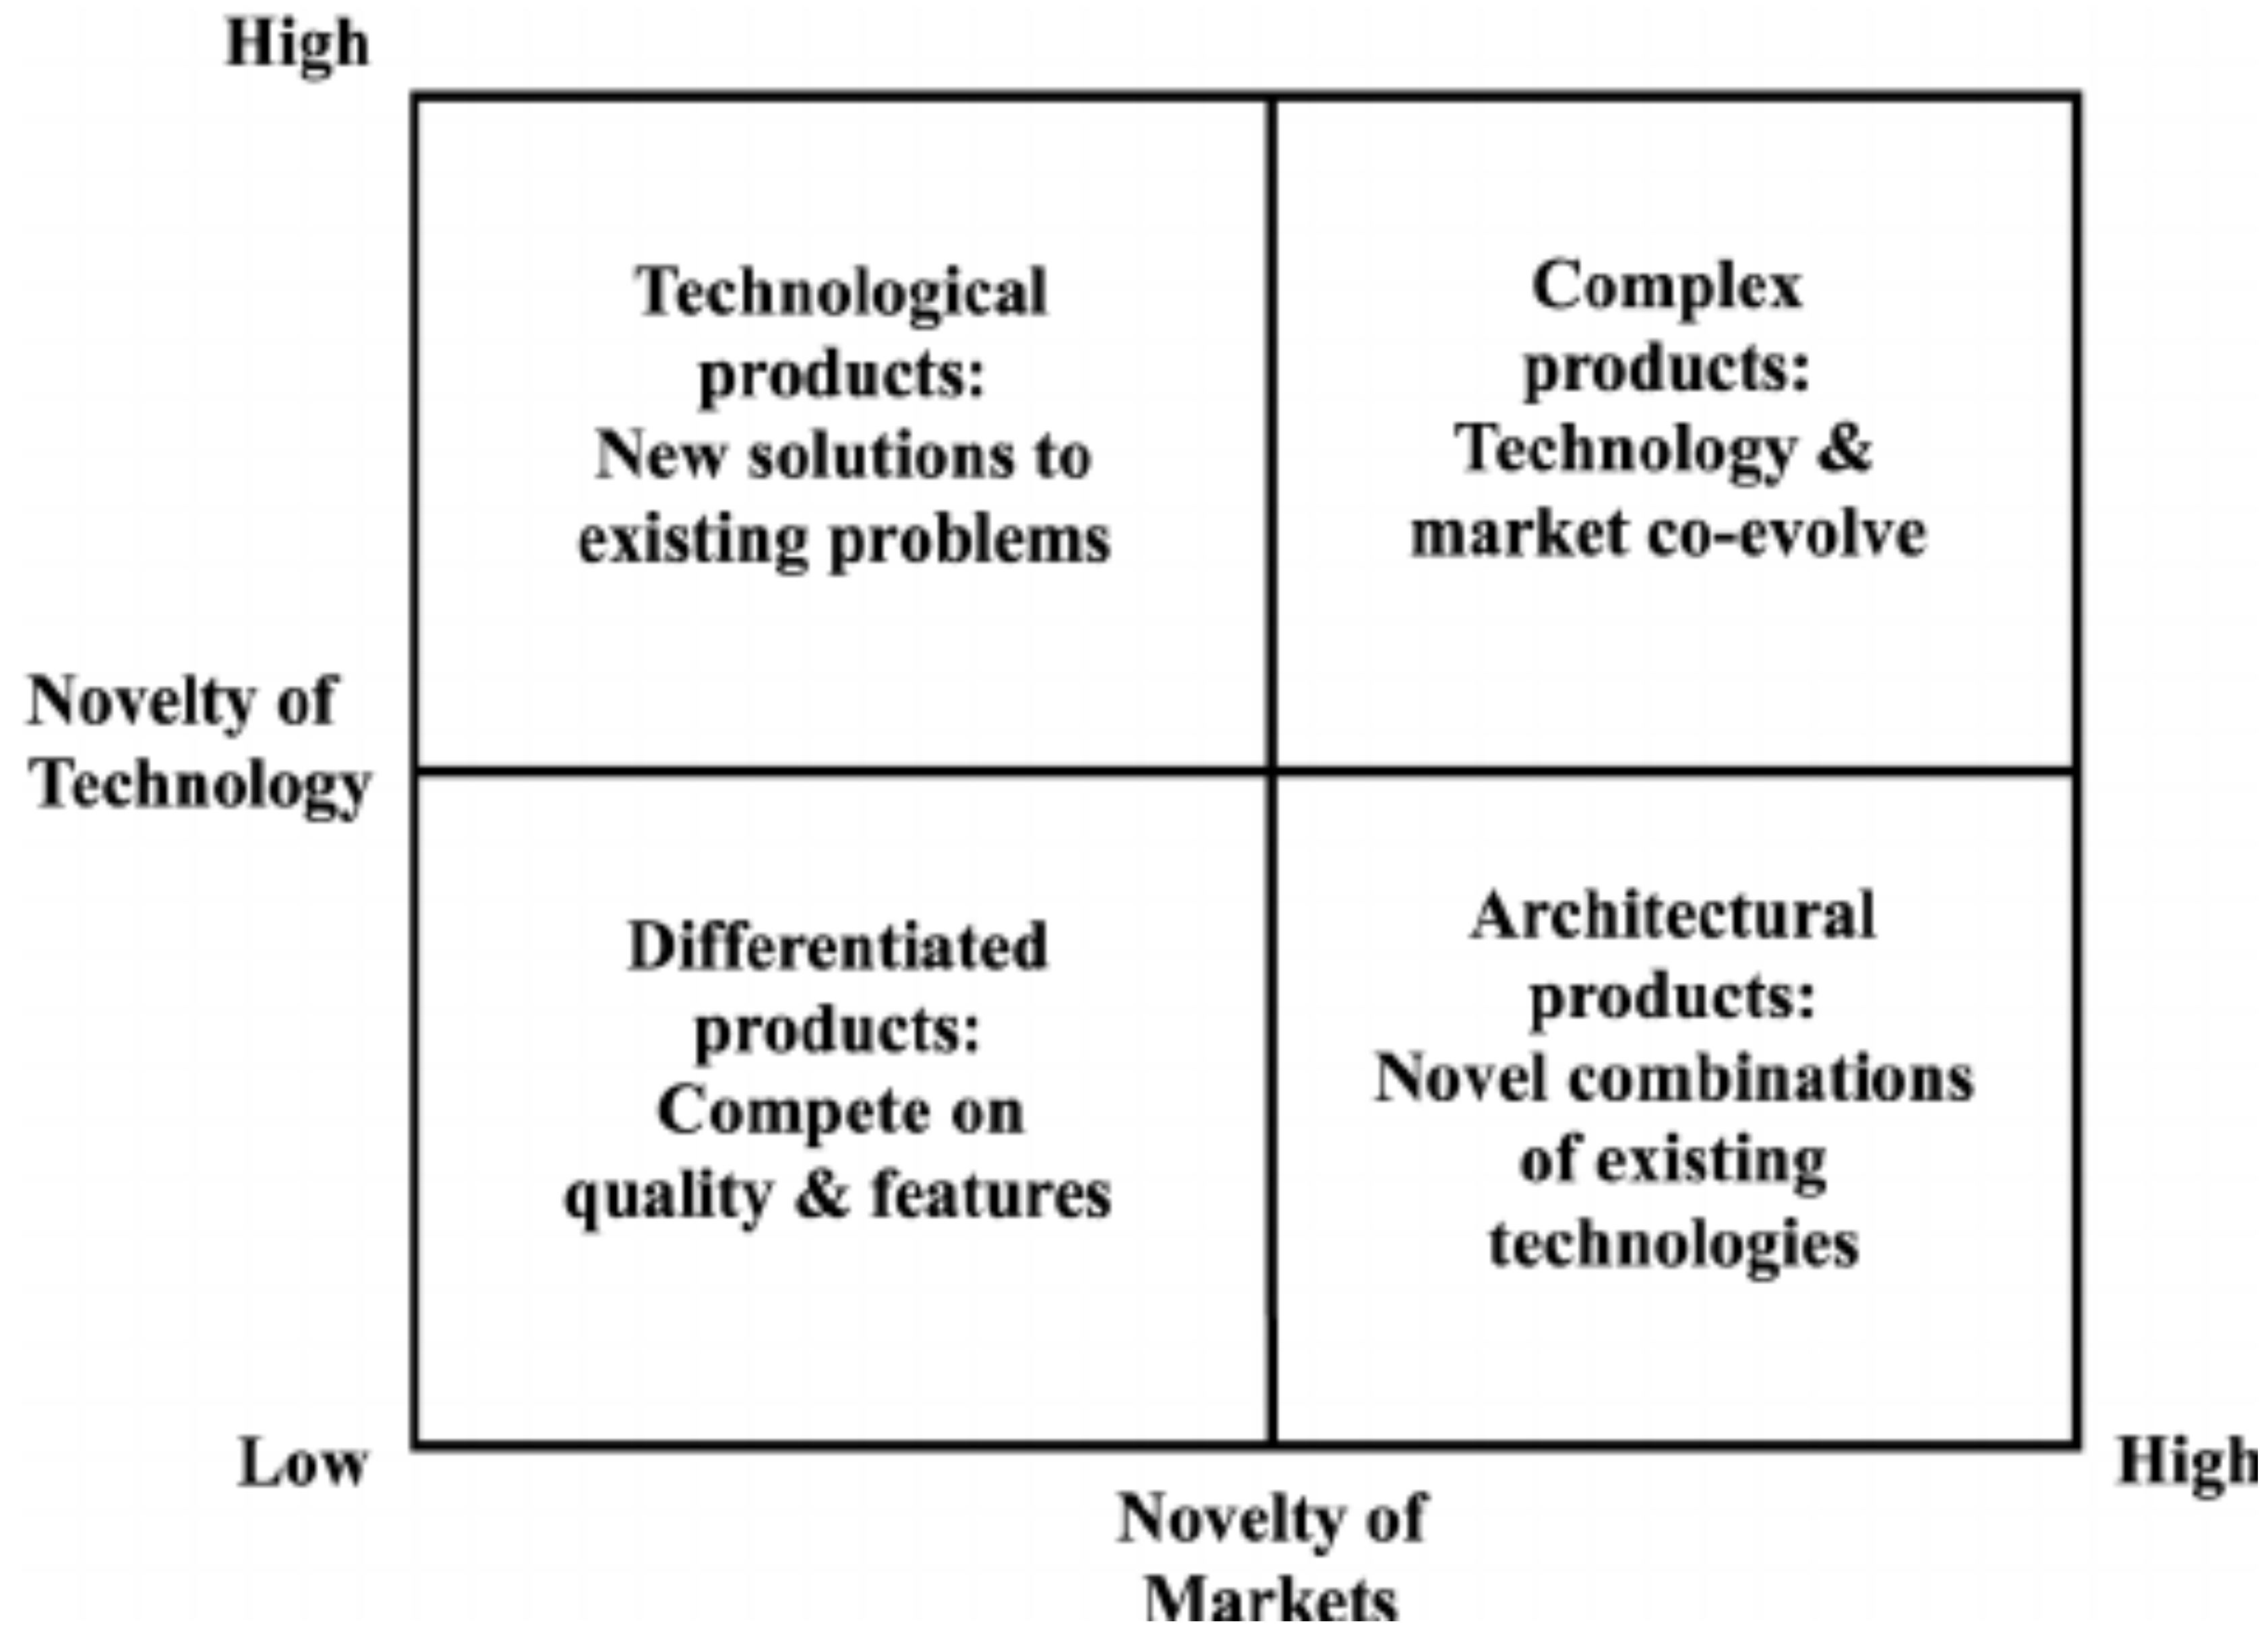 High
Technological
products:
New solutions to
existing problems
Complex
products:
Technology &
market co-evolve
Novelty of
Technology
Differentiated
products:
Compete on
quality & features
Architectural
products:
Novel combinations
of existing
technologies
Low
High
Novelty of
Markets